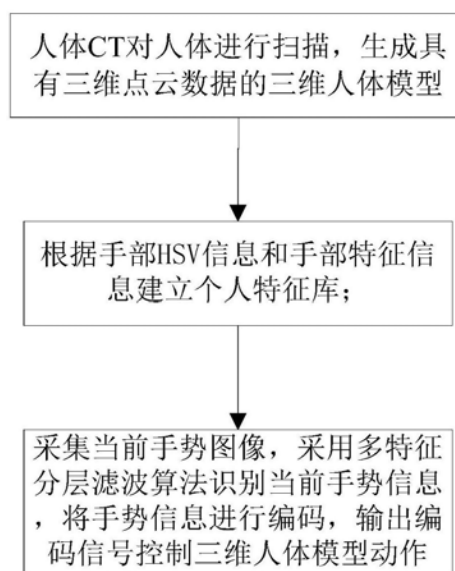 人体CT对人体进行扫描，生成具
有三维点云数据的三维人体模型
根据手部HSV信息和手部特征信
息建立个人特征库；
采集当前手势图像，采用多特征
分层滤波算法识别当前手势信息
，将手势信息进行编码，输出编
码信号控制三维人体模型动作